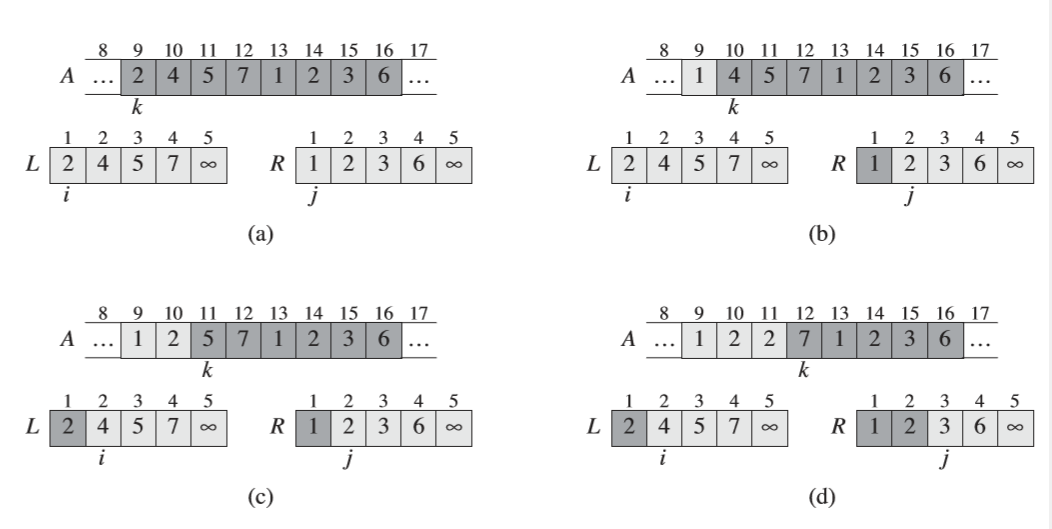 8 9 10 11 12 13 14 15 16 17
A ... 2 4 5 7 1 2 3 6 ...
k
1 2 3 4 5
L 2 4 5 7 ∞
i
1 2 3 4 5
R 1 2 3 6 ∞
j
(a)
8 9 10 11 12 13 14 15 16 17
A ... 1 4 5 7 1 2 3 6 ...
k
1 2 3 4 5
L 2 4 5 7 ∞
i
1 2 3 4 5
R 1 2 3 6 ∞
j
(b)
8 9 10 11 12 13 14 15 16 17
A ... 1 2 5 7 1 2 3 6 ...
k
1 2 3 4 5
L 2 4 5 7 ∞
i
1 2 3 4 5
R 1 2 3 6 ∞
j
(c)
8 9 10 11 12 13 14 15 16 17
A ... 1 2 2 7 1 2 3 6 ...
k
1 2 3 4 5
L 2 4 5 7 ∞
i
1 2 3 4 5
R 1 2 3 6 ∞
j
(d)